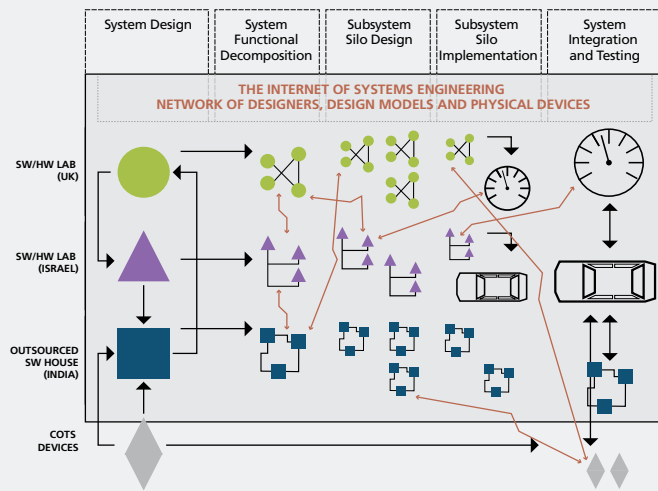 System Design
System
Functional
Decomposition
Subsystem
Silo Design
Subsystem
Silo
Implementation
System
Integration
and Testing
THE INTERNET OF SYSTEMS ENGINEERING
NETWORK OF DESIGNERS, DESIGN MODELS AND PHYSICAL DEVICES
SW/HW LAB
(UK)
SW/HW LAB
(ISRAEL)
OUTSOURCED
SW HOUSE
(INDIA)
COTS
DEVICES